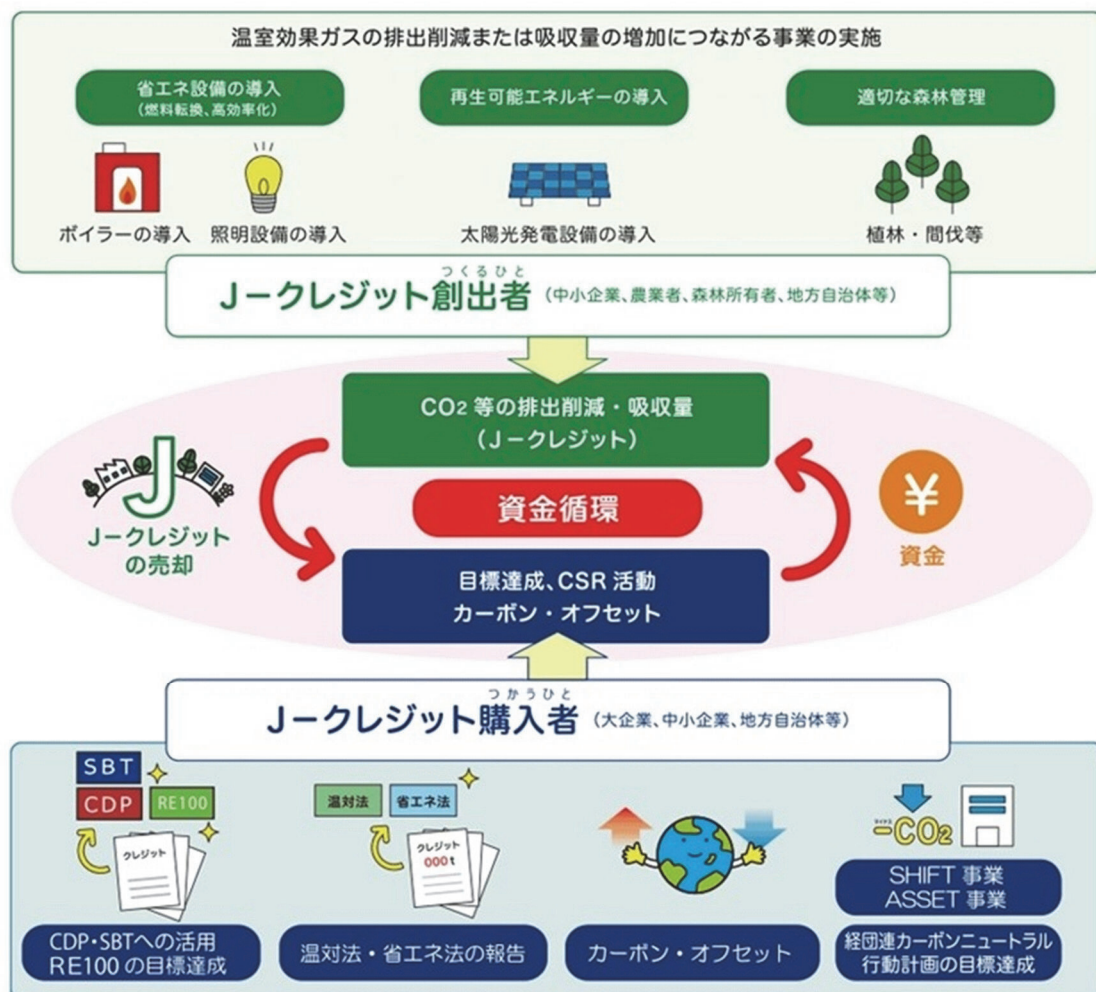 温室効果ガスの排出削減または吸収量の増加につながる事業の実施
省エネ設備の導入
(燃料転換、高効率化)
再生可能エネルギーの導入
適切な森林管理
ボイラーの導入
照明設備の導入
太陽光発電設備の導入
植林・間伐等
つくるひと
Jークレジット創出者(中小企業、農業者、森林所有者、地方自治体等)
CO2 等の排出削減・吸収量
(Jークレジット)
J
Jークレジット
の売却
資金循環
¥
資金
目標達成、CSR 活動
カーボン・オフセット
つかうひと
Jークレジット購入者(大企業、中小企業、地方自治体等)
SBT
CDP
RE100
クレジット
CDP・SBTへの活用
RE100 の目標達成
温対法
省エネ法
クレジット
000t
温対法・省エネ法の報告
カーボン・オフセット
マイナス
-CO2
SHIFT 事業
ASSET 事業
経団連カーボンニュートラル
行動計画の目標達成